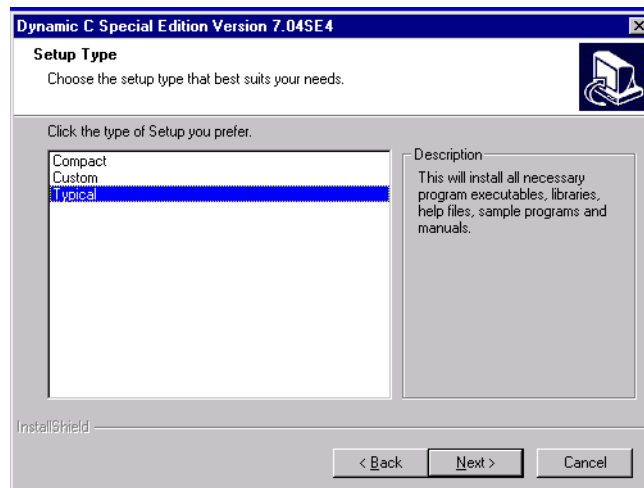 Dynamic C Special Edition Version 7.04SE4
Setup Type
Choose the setup type that best suits your needs.
Click the type of Setup you prefer.
Compact
Custom
Typical
Description
This will install all necessary
program executables, libraries,
help files, sample programs and
manuals.
InstallShield
< Back
Next >
Cancel